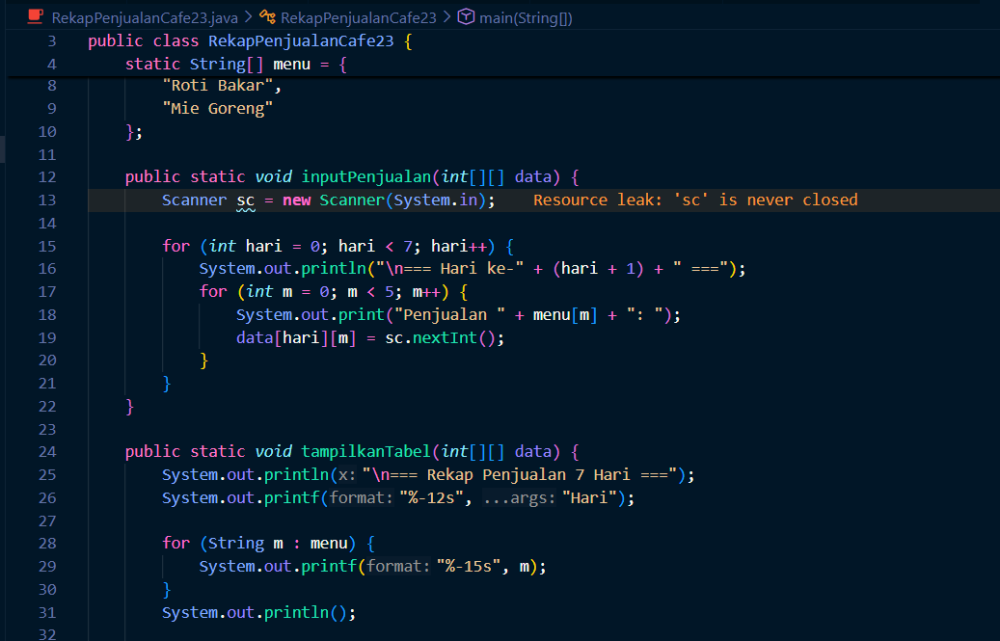 RekapPenjualanCafe23.java > RekapPenjualanCafe23 > main(String[])
3 public class RekapPenjualanCafe23 {
4 static String[] menu = {
8 "Roti Bakar",
9 "Mie Goreng"
10 };
11
12 public static void inputPenjualan(int[][] data) {
13 Scanner sc = new Scanner(System.in); Resource leak: 'sc' is never closed
14
15 for (int hari = 0; hari < 7; hari++) {
16 System.out.println("\n=== Hari ke-" + (hari + 1) + " ===");
17 for (int m = 0; m < 5; m++) {
18 System.out.print("Penjualan " + menu[m] + ": ");
19 data[hari][m] = sc.nextInt();
20 }
21 }
22 }
23
24 public static void tampilkanTabel(int[][] data) {
25 System.out.println(x: "\n=== Rekap Penjualan 7 Hari ===");
26 System.out.printf(format: "%-12s", ...args: "Hari");
27
28 for (String m : menu) {
29 System.out.printf(format: "%-15s", m);
30 }
31 System.out.println();
32